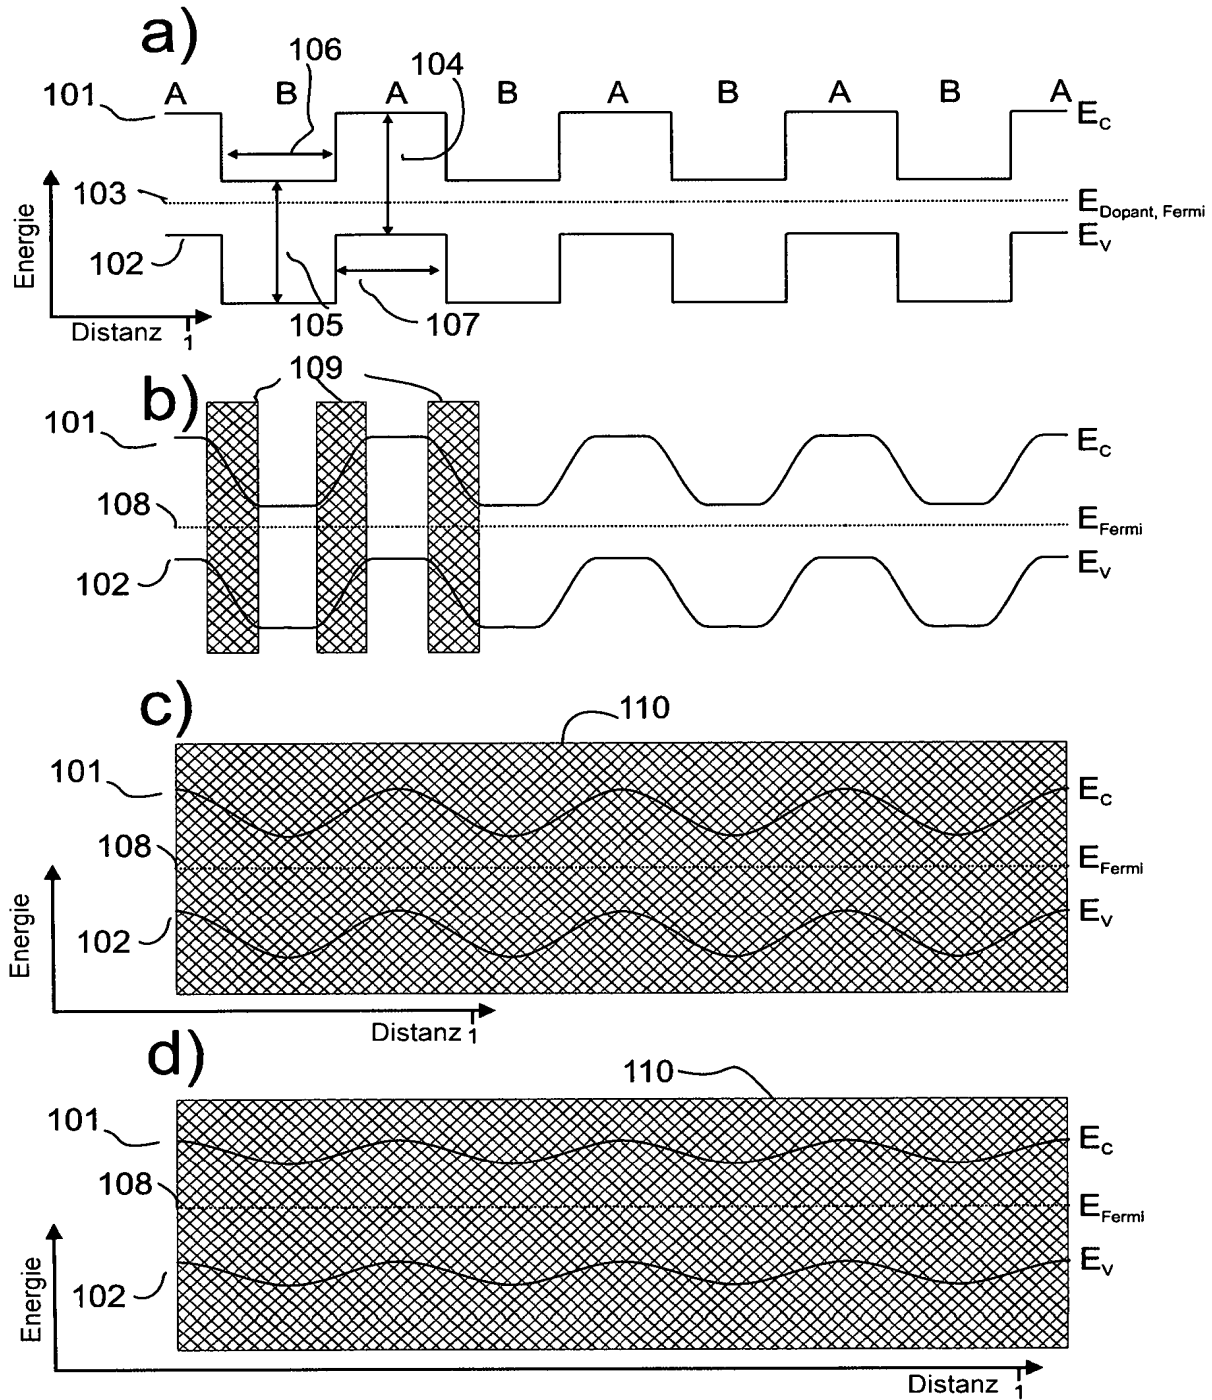 a)
106
104
101
A B A B A B A B A
E_C
103
E_Dopant, Fermi
102
E_V
Energie
Distanz
1
105
107
109
b)
101
E_C
108
E_Fermi
102
E_V
c)
110
101
E_C
108
E_Fermi
102
E_V
Energie
Distanz
1
d)
110
101
E_C
108
E_Fermi
102
E_V
Energie
Distanz
1